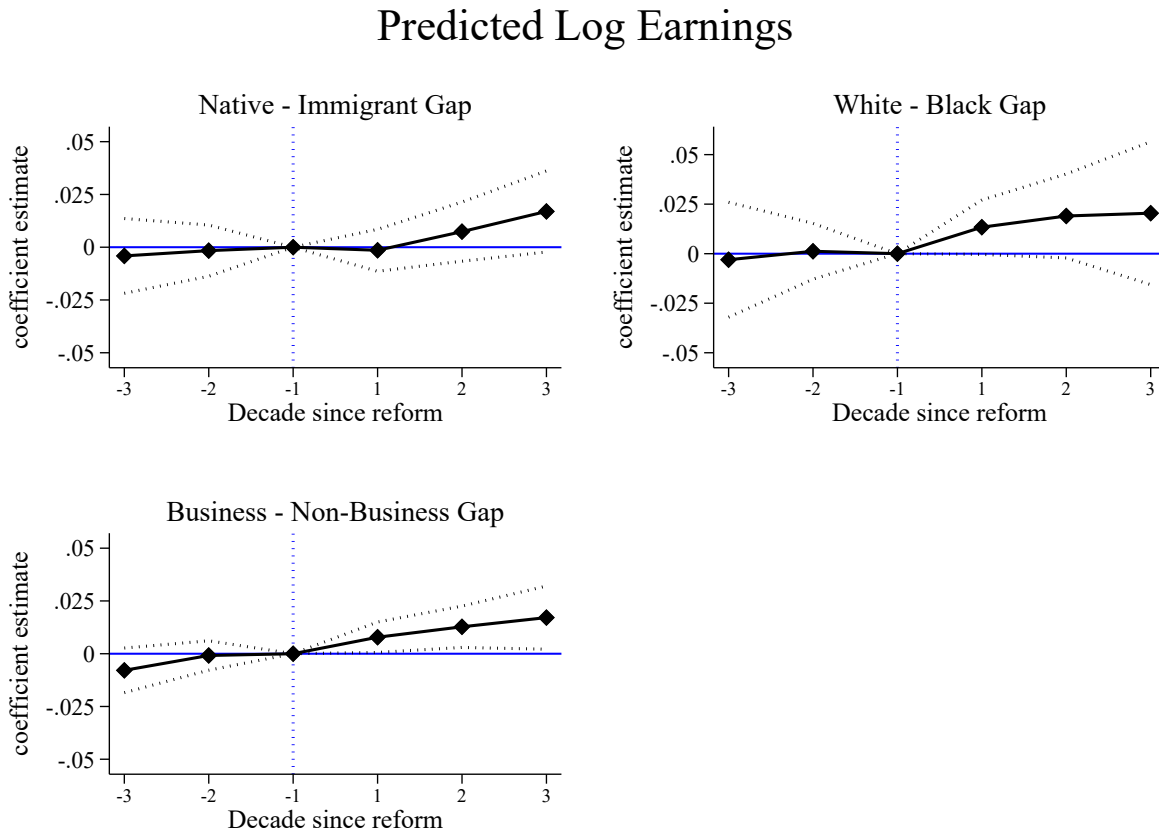 Predicted Log Earnings
Native - Immigrant Gap
coefficient estimate
.05
.025
0
-.025
-.05
-3 -2 -1 1 2 3
Decade since reform
White - Black Gap
coefficient estimate
.05
.025
0
-.025
-.05
-3 -2 -1 1 2 3
Decade since reform
Business - Non-Business Gap
coefficient estimate
.05
.025
0
-.025
-.05
-3 -2 -1 1 2 3
Decade since reform